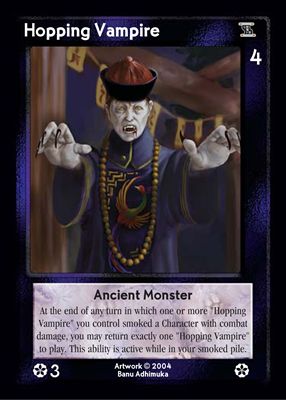 Hopping Vampire
4
Ancient Monster
At the end of any turn in which one or more "Hopping
Vampire" you control smoked a Character with combat
damage, you may return exactly one "Hopping Vampire"
to play. This ability is active while in your smoked pile.
3
Artwork © 2004
Banu Adhimuka
3